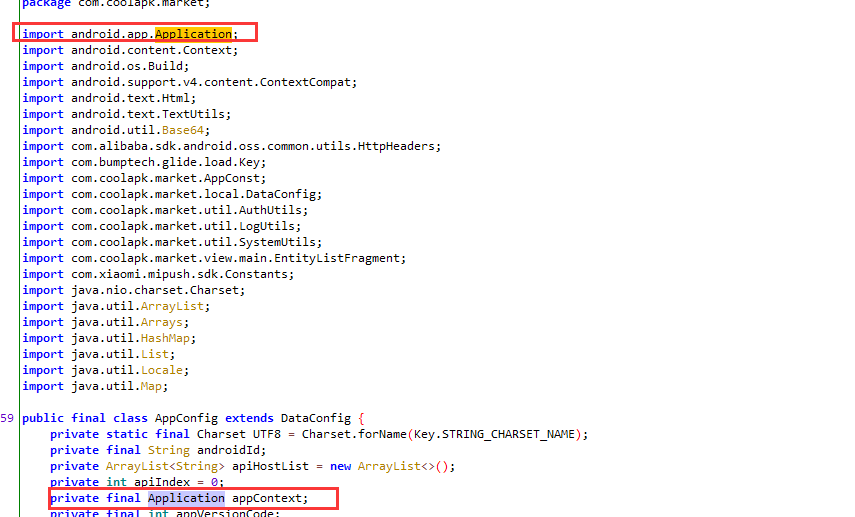 package com.coolapk.market;
import android.app.Application;
import android.content.Context;
import android.os.Build;
import android.support.v4.content.ContextCompat;
import android.text.Html;
import android.text.TextUtils;
import android.util.Base64;
import com.alibaba.sdk.android.oss.common.utils.HttpHeaders;
import com.bumptech.glide.load.Key;
import com.coolapk.market.AppConst;
import com.coolapk.market.local.DataConfig;
import com.coolapk.market.util.AuthUtils;
import com.coolapk.market.util.LogUtils;
import com.coolapk.market.util.SystemUtils;
import com.coolapk.market.view.main.EntityListFragment;
import com.xiaomi.mipush.sdk.Constants;
import java.nio.charset.Charset;
import java.util.ArrayList;
import java.util.Arrays;
import java.util.HashMap;
import java.util.List;
import java.util.Locale;
import java.util.Map;
59 public final class AppConfig extends DataConfig {
private static final Charset UTF8 = Charset.forName(Key.STRING_CHARSET_NAME);
private final String androidId;
private ArrayList<String> apiHostList = new ArrayList<>();
private int apiIndex = 0;
private final Application appContext;
private final int appVersionCode;